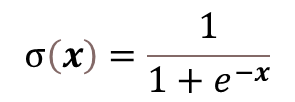 σ(x) = 1 / (1 + e^{-x})